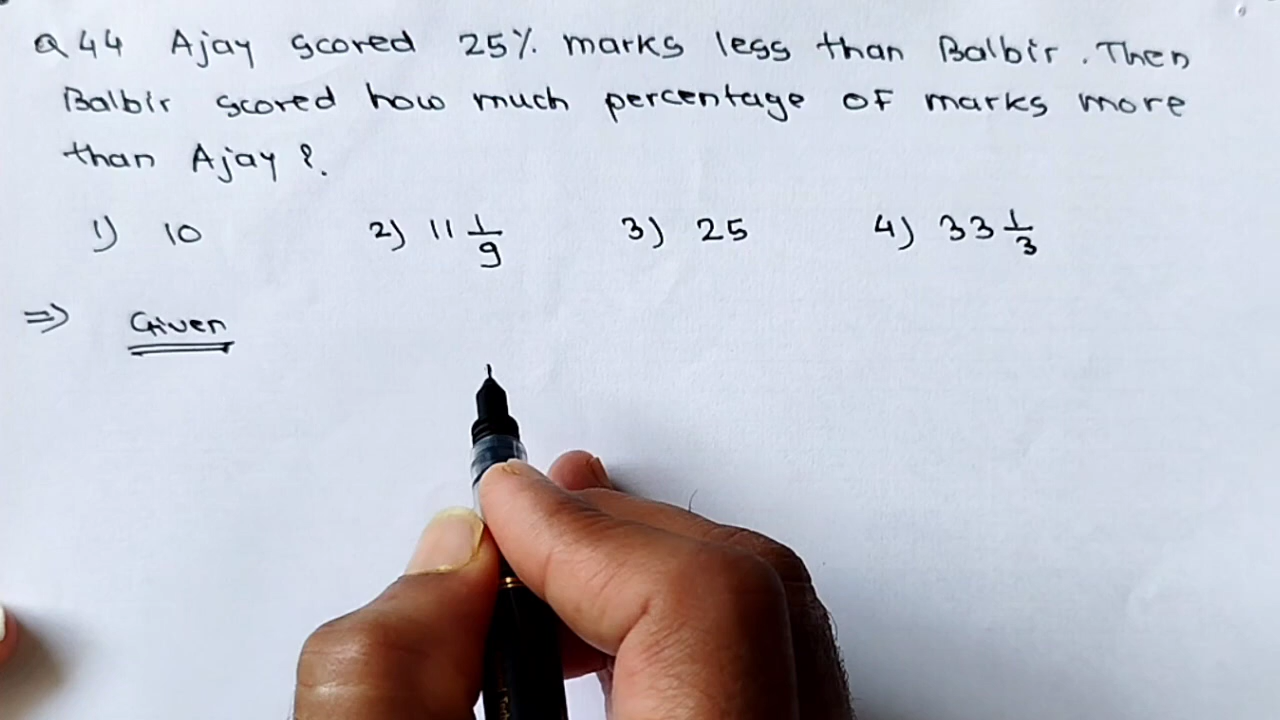 Q 44 Ajay scored 25% marks less than Balbir. Then
Balbir scored how much percentage of marks more
than Ajay?.
1) 10 2) 11 1/9 3) 25 4) 33 1/3
⇒ Given